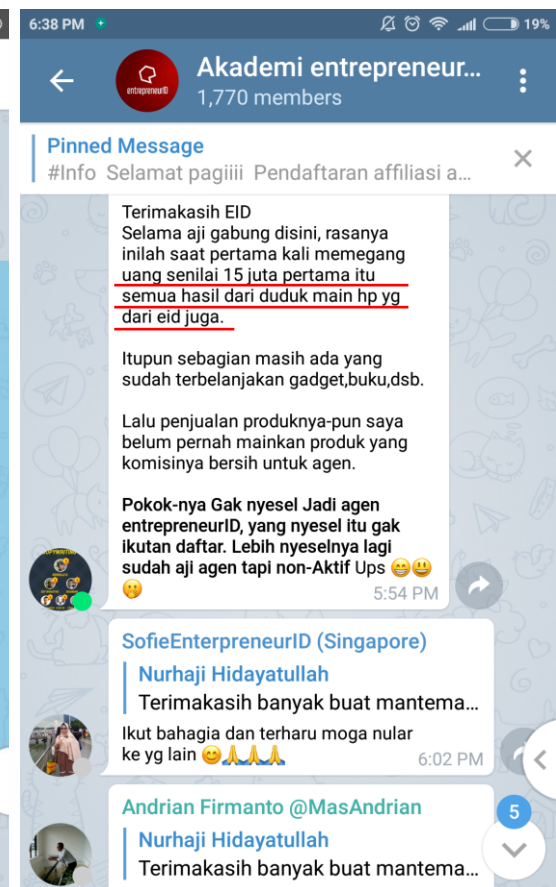 6:38 PM
19%
Akademi entrepreneur...
entrepreneurID
1,770 members
Pinned Message
#Info Selamat pagiiii Pendaftaran affiliasi a...
Terimakasih EID
Selama aji gabung disini, rasanya
inilah saat pertama kali memegang
uang senilai 15 juta pertama itu
semua hasil dari duduk main hp yg
dari eid juga.
Itupun sebagian masih ada yang
sudah terbelanjakan gadget,buku,dsb.
Lalu penjualan produknya-pun saya
belum pernah mainkan produk yang
komisinya bersih untuk agen.
Pokok-nya Gak nyesel Jadi agen
entrepreneurID, yang nyesel itu gak
ikutan daftar. Lebih nyeselnya lagi
sudah aji agen tapi non-Aktif Ups 😁😃
🤭
5:54 PM
SofieEnterpreneurID (Singapore)
Nurhaji Hidayatullah
Terimakasih banyak buat mantema...
Ikut bahagia dan terharu moga nular
ke yg lain 😊🙏🙏🙏
6:02 PM
Andrian Firmanto @MasAndrian
5
Nurhaji Hidayatullah
Terimakasih banyak buat mantema...